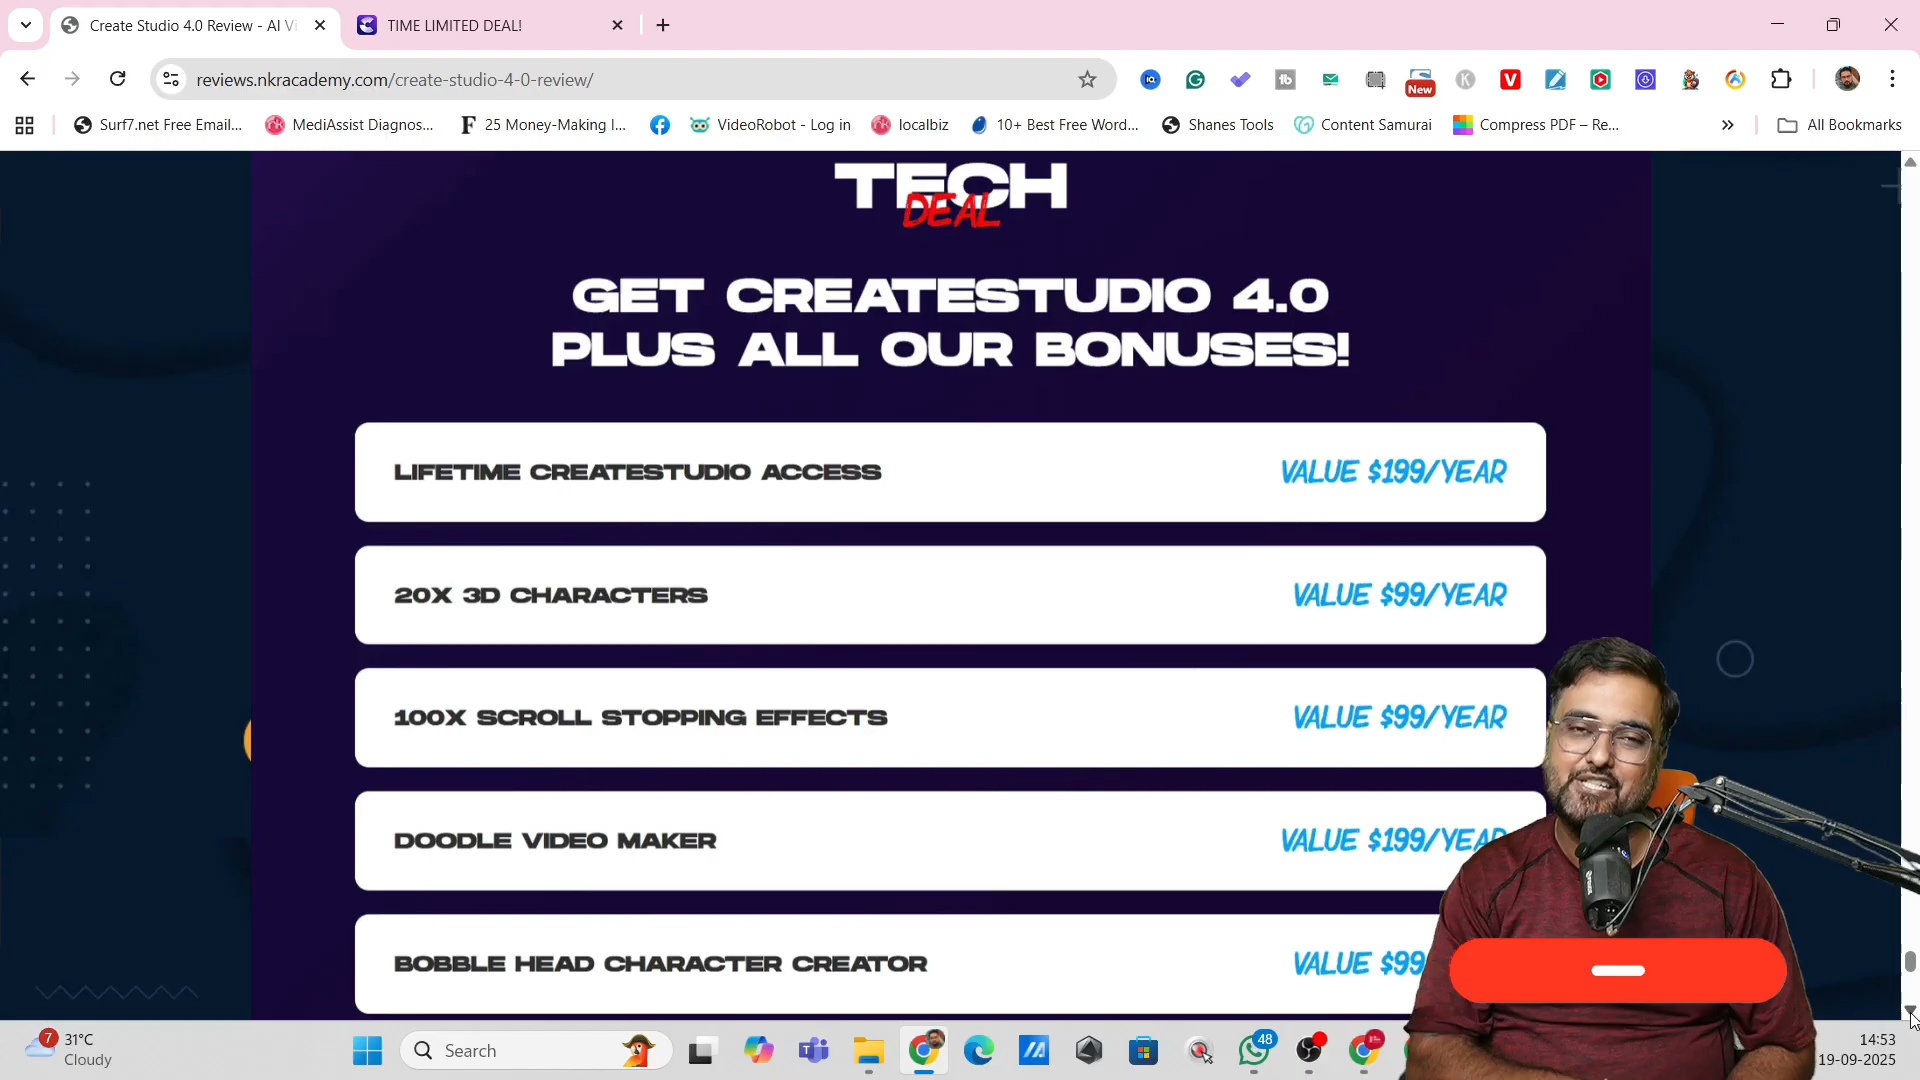 Create Studio 4.0 Review - AI Vi
TIME LIMITED DEAL!
reviews.nkracademy.com/create-studio-4-0-review/
New
Surf7.net Free Email...
MediAssist Diagnos...
25 Money-Making I...
VideoRobot - Log in
localbiz
10+ Best Free Word...
Shanes Tools
Content Samurai
Compress PDF – Re...
All Bookmarks
TECH
DEAL
GET CREATESTUDIO 4.0
PLUS ALL OUR BONUSES!
LIFETIME CREATESTUDIO ACCESS
VALUE $199/YEAR
20X 3D CHARACTERS
VALUE $99/YEAR
100X SCROLL STOPPING EFFECTS
VALUE $99/YEAR
DOODLE VIDEO MAKER
VALUE $199/YEAR
BOBBLE HEAD CHARACTER CREATOR
VALUE $99
7
31°C
Cloudy
Search
48
14:53
19-09-2025